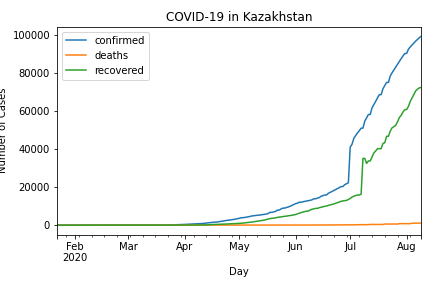 COVID-19 in Kazakhstan
confirmed
deaths
recovered
100000
80000
60000
40000
20000
0
Number of Cases
Feb
2020
Mar
Apr
May
Jun
Jul
Aug
Day